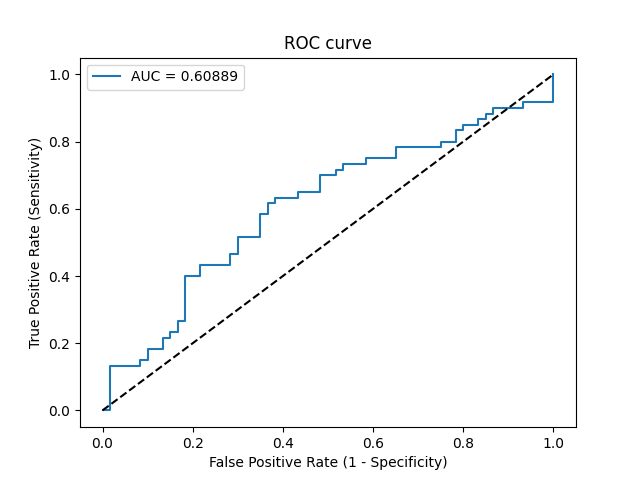 ROC curve
AUC = 0.60889
True Positive Rate (Sensitivity)
1.0
0.8
0.6
0.4
0.2
0.0
0.0 0.2 0.4 0.6 0.8 1.0
False Positive Rate (1 - Specificity)